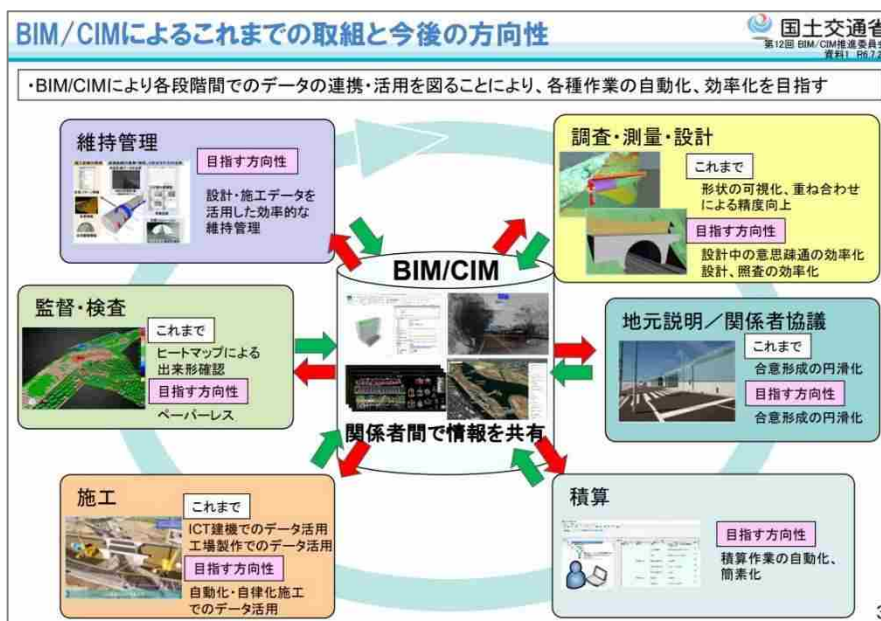 BIM/CIMによるこれまでの取組と今後の方向性
国土交通省
第12回 BIM/CIM推進委員会
資料1 R6.7.2
・BIM/CIMにより各段階間でのデータの連携・活用を図ることにより、各種作業の自動化、効率化を目指す
維持管理
目指す方向性
設計・施工データを
活用した効率的な
維持管理
調査・測量・設計
これまで
形状の可視化、重ね合わせ
による精度向上
目指す方向性
設計中の意思疎通の効率化
設計、照査の効率化
BIM/CIM
関係者間で情報を共有
監督・検査
これまで
ヒートマップによる
出来形確認
目指す方向性
ペーパーレス
地元説明/関係者協議
これまで
合意形成の円滑化
目指す方向性
合意形成の円滑化
施工
これまで
ICT建機でのデータ活用
工場製作でのデータ活用
目指す方向性
自動化・自律化施工
でのデータ活用
積算
目指す方向性
積算作業の自動化、
簡素化
3